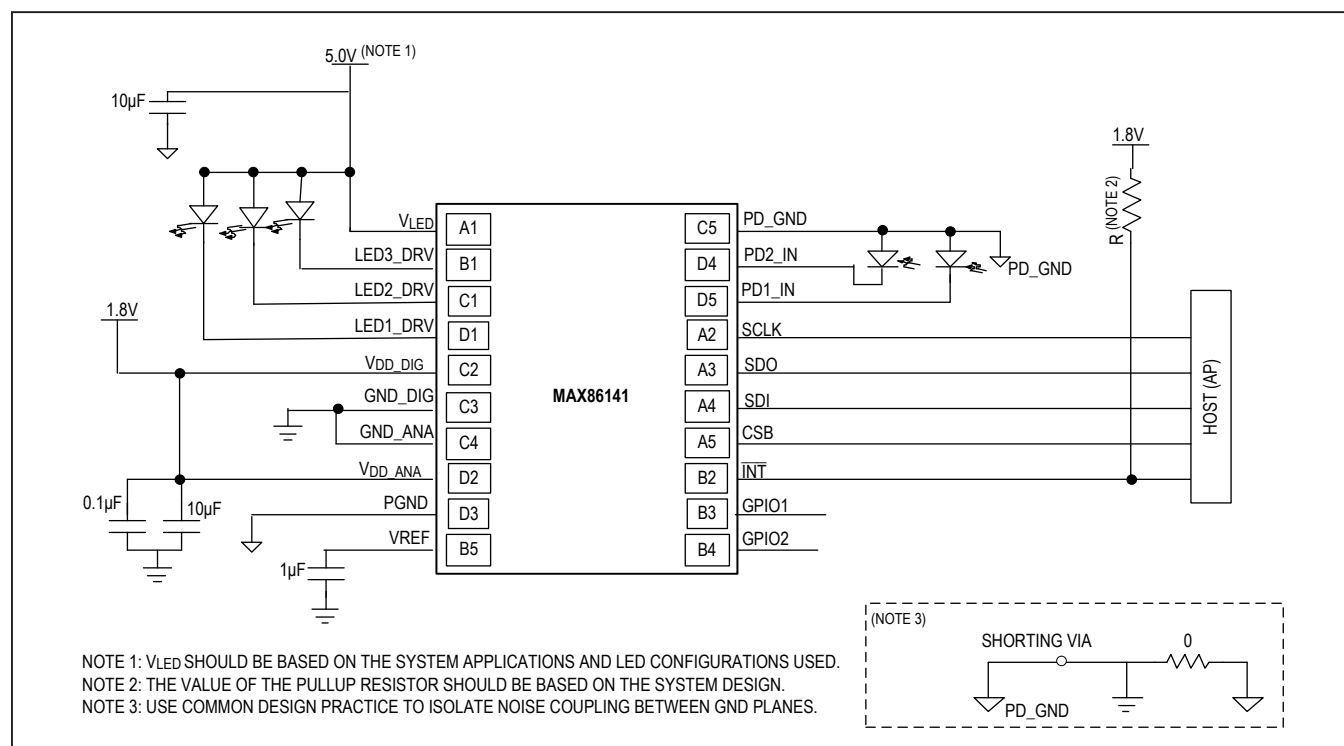 5.0V (NOTE 1)
10µF
1.8V
R (NOTE 2)
VLED
A1
LED3_DRV
B1
LED2_DRV
C1
LED1_DRV
D1
1.8V
VDD_DIG
C2
GND_DIG
C3
GND_ANA
C4
VDD_ANA
D2
0.1µF
10µF
PGND
D3
VREF
B5
1µF
MAX86141
C5
PD_GND
D4
PD2_IN
PD_GND
D5
PD1_IN
A2
SCLK
A3
SDO
A4
SDI
A5
CSB
B2
INT
B3
GPIO1
B4
GPIO2
HOST (AP)
(NOTE 3)
SHORTING VIA
0
PD_GND
NOTE 1: VLED SHOULD BE BASED ON THE SYSTEM APPLICATIONS AND LED CONFIGURATIONS USED.
NOTE 2: THE VALUE OF THE PULLUP RESISTOR SHOULD BE BASED ON THE SYSTEM DESIGN.
NOTE 3: USE COMMON DESIGN PRACTICE TO ISOLATE NOISE COUPLING BETWEEN GND PLANES.